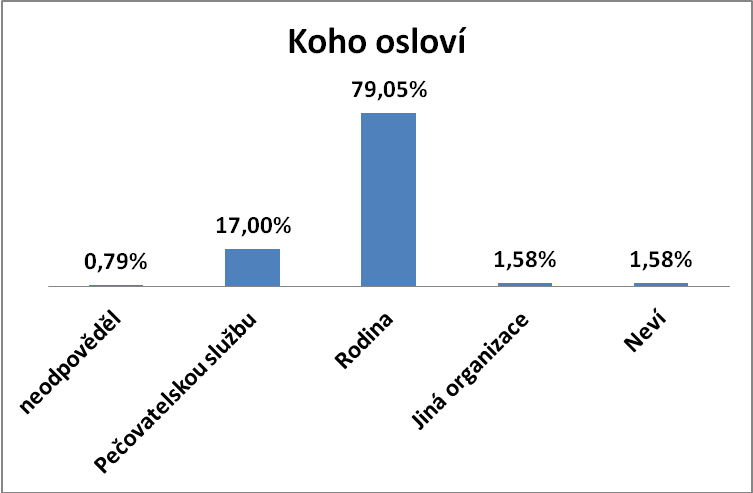 Koho osloví
79,05%
17,00%
0,79%
1,58%
1,58%
neodpověděl
Pečovatelskou službu
Rodina
Jiná organizace
Neví